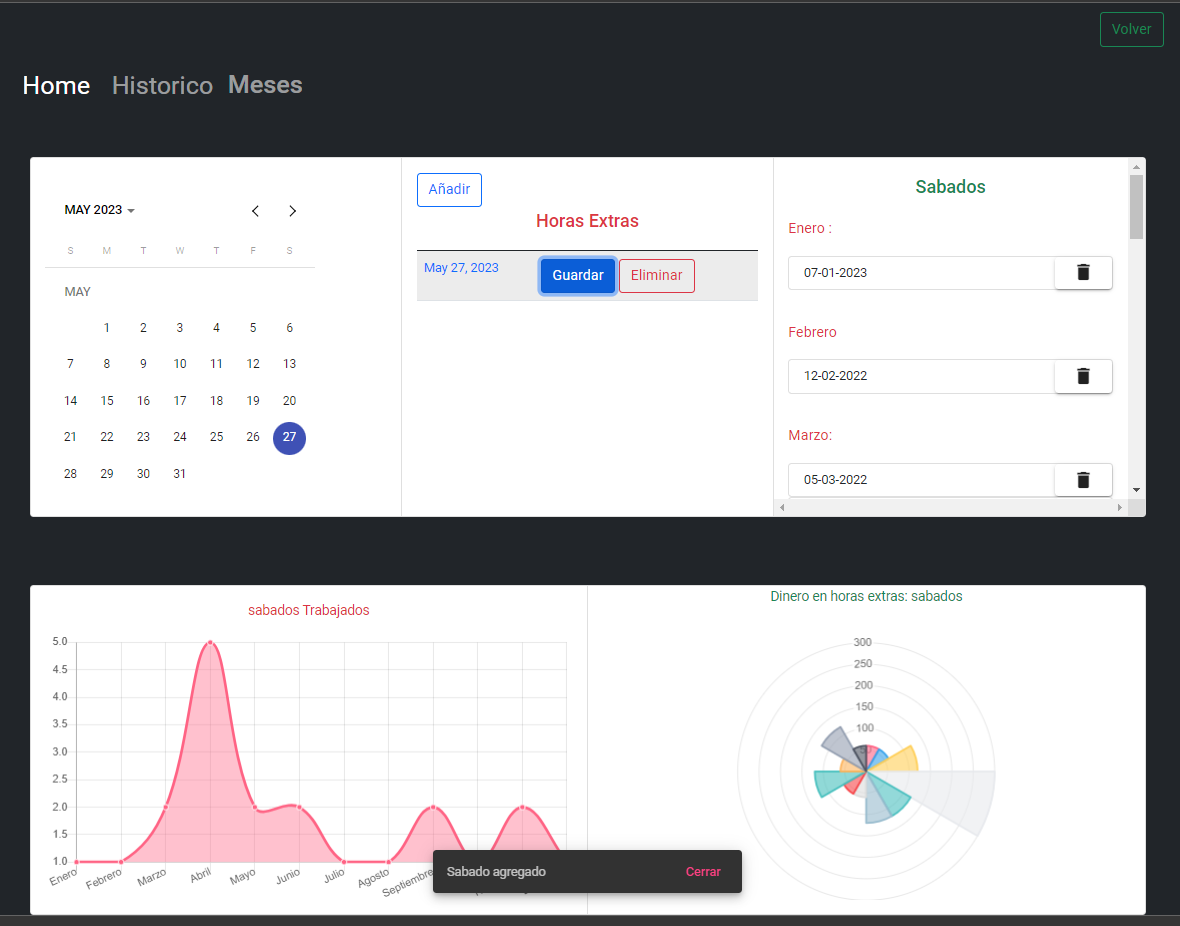 Volver
Home Historico Meses
MAY 2023
S M T W T F S
MAY
1 2 3 4 5 6
7 8 9 10 11 12 13
14 15 16 17 18 19 20
21 22 23 24 25 26 27
28 29 30 31
Añadir
Horas Extras
May 27, 2023 Guardar Eliminar
Sabados
Enero :
07-01-2023
Febrero
12-02-2022
Marzo:
05-03-2022
sabados Trabajados
5.0
4.5
4.0
3.5
3.0
2.5
2.0
1.5
1.0
Enero Febrero Marzo Abril Mayo Junio Julio Agosto Septiembre
Dinero en horas extras: sabados
300
250
200
150
100
50
Sabado agregado Cerrar